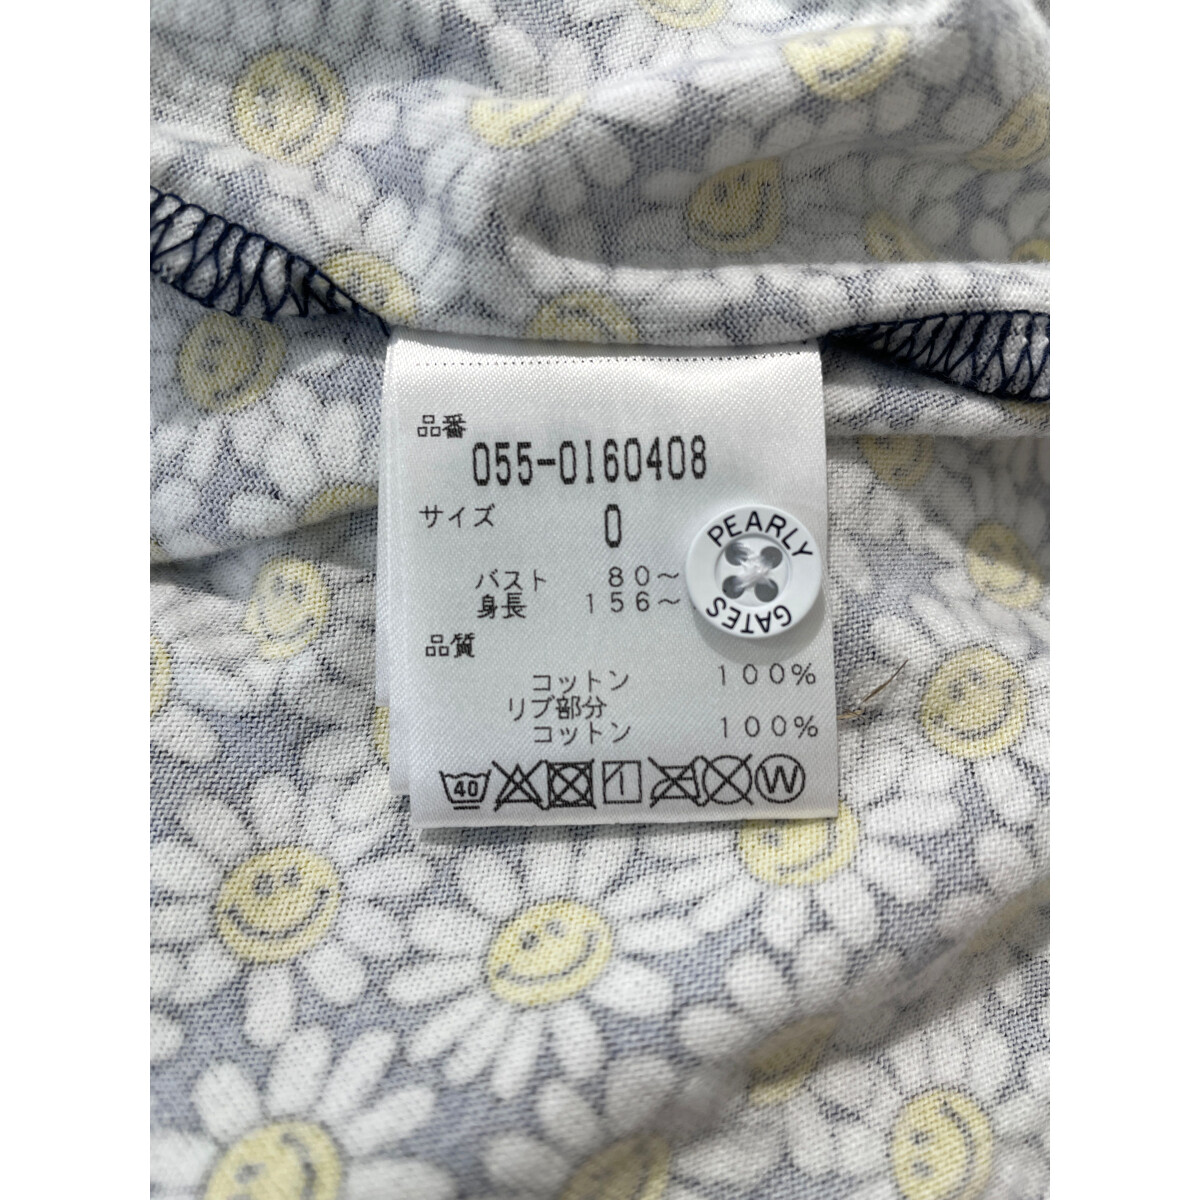 品番
055-0160408
サイズ 0
バスト 80～
身長 156～
PEARLY GATES
品質
コットン 100%
リブ部分
コットン 100%
40 W